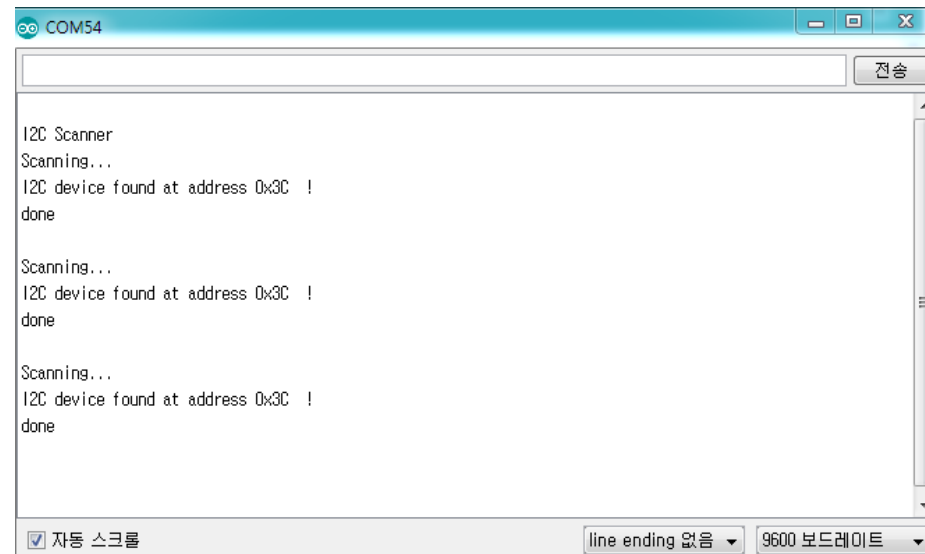 COM54
전송
I2C Scanner
Scanning...
I2C device found at address 0x3C  !
done
Scanning...
I2C device found at address 0x3C  !
done
Scanning...
I2C device found at address 0x3C  !
done
자동 스크롤
line ending 없음
9600 보드레이트